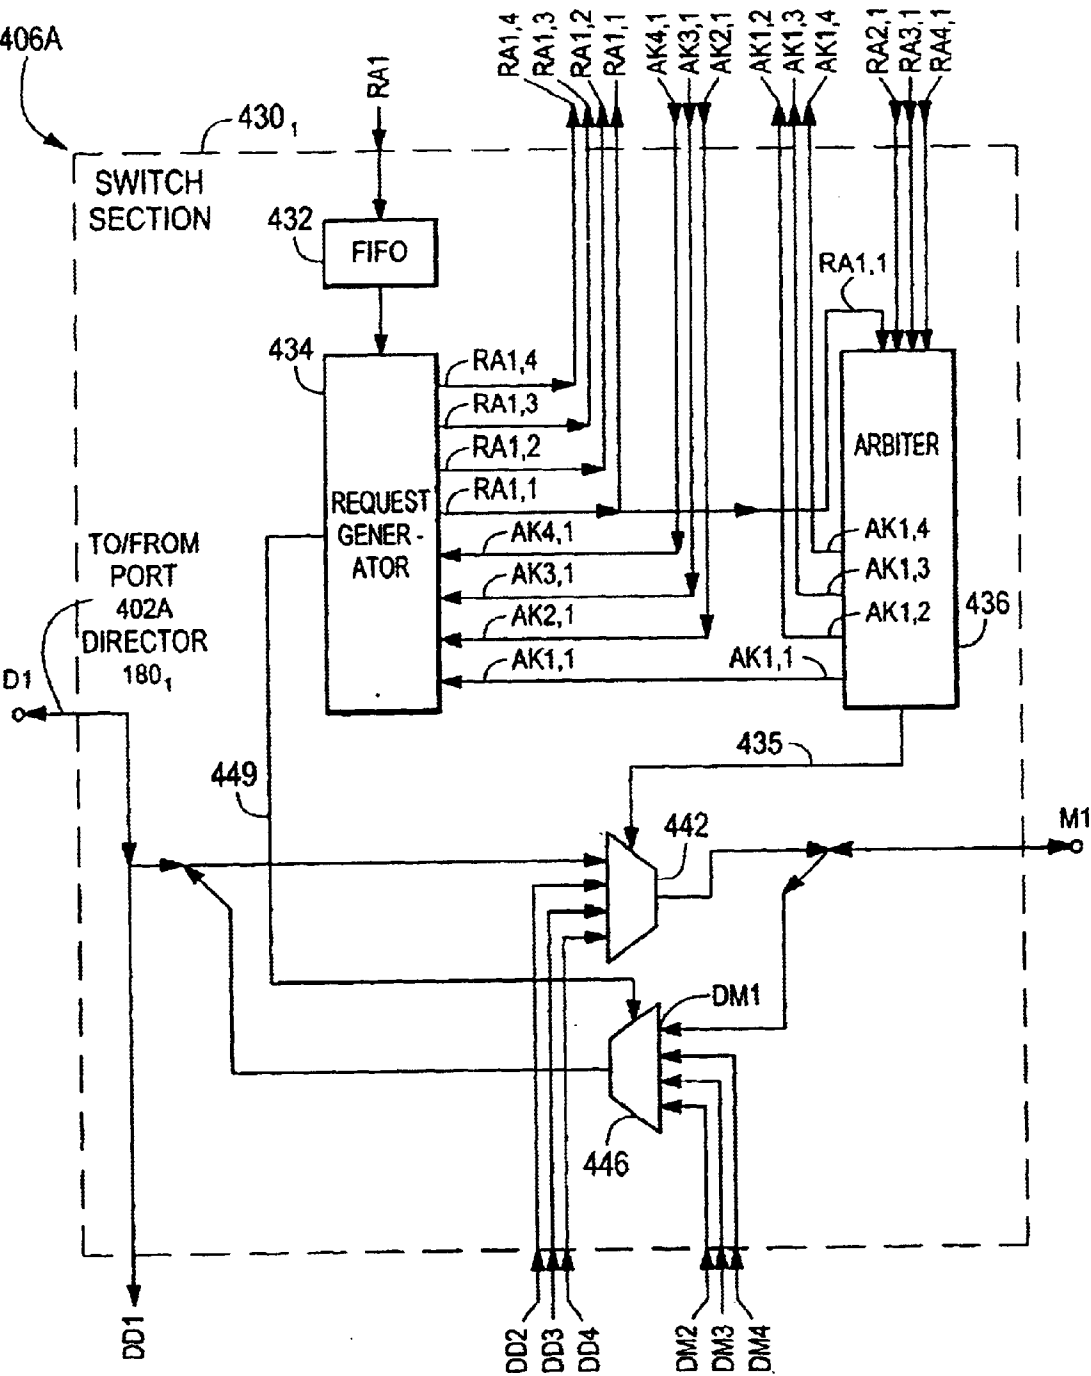 406A
430₁
RA1
RA1,4
RA1,3
RA1,2
RA1,1
AK4,1
AK3,1
AK2,1
AK1,2
AK1,3
AK1,4
RA2,1
RA3,1
RA4,1
SWITCH
SECTION
432
FIFO
RA1,1
434
RA1,4
RA1,3
RA1,2
RA1,1
REQUEST
GENER-
ATOR
AK4,1
AK3,1
AK2,1
AK1,1
ARBITER
AK1,4
AK1,3
AK1,2
AK1,1
436
TO/FROM
PORT
402A
DIRECTOR
180₁
D1
435
449
442
M1
DM1
446
DD1
DD2
DD3
DD4
DM2
DM3
DM4